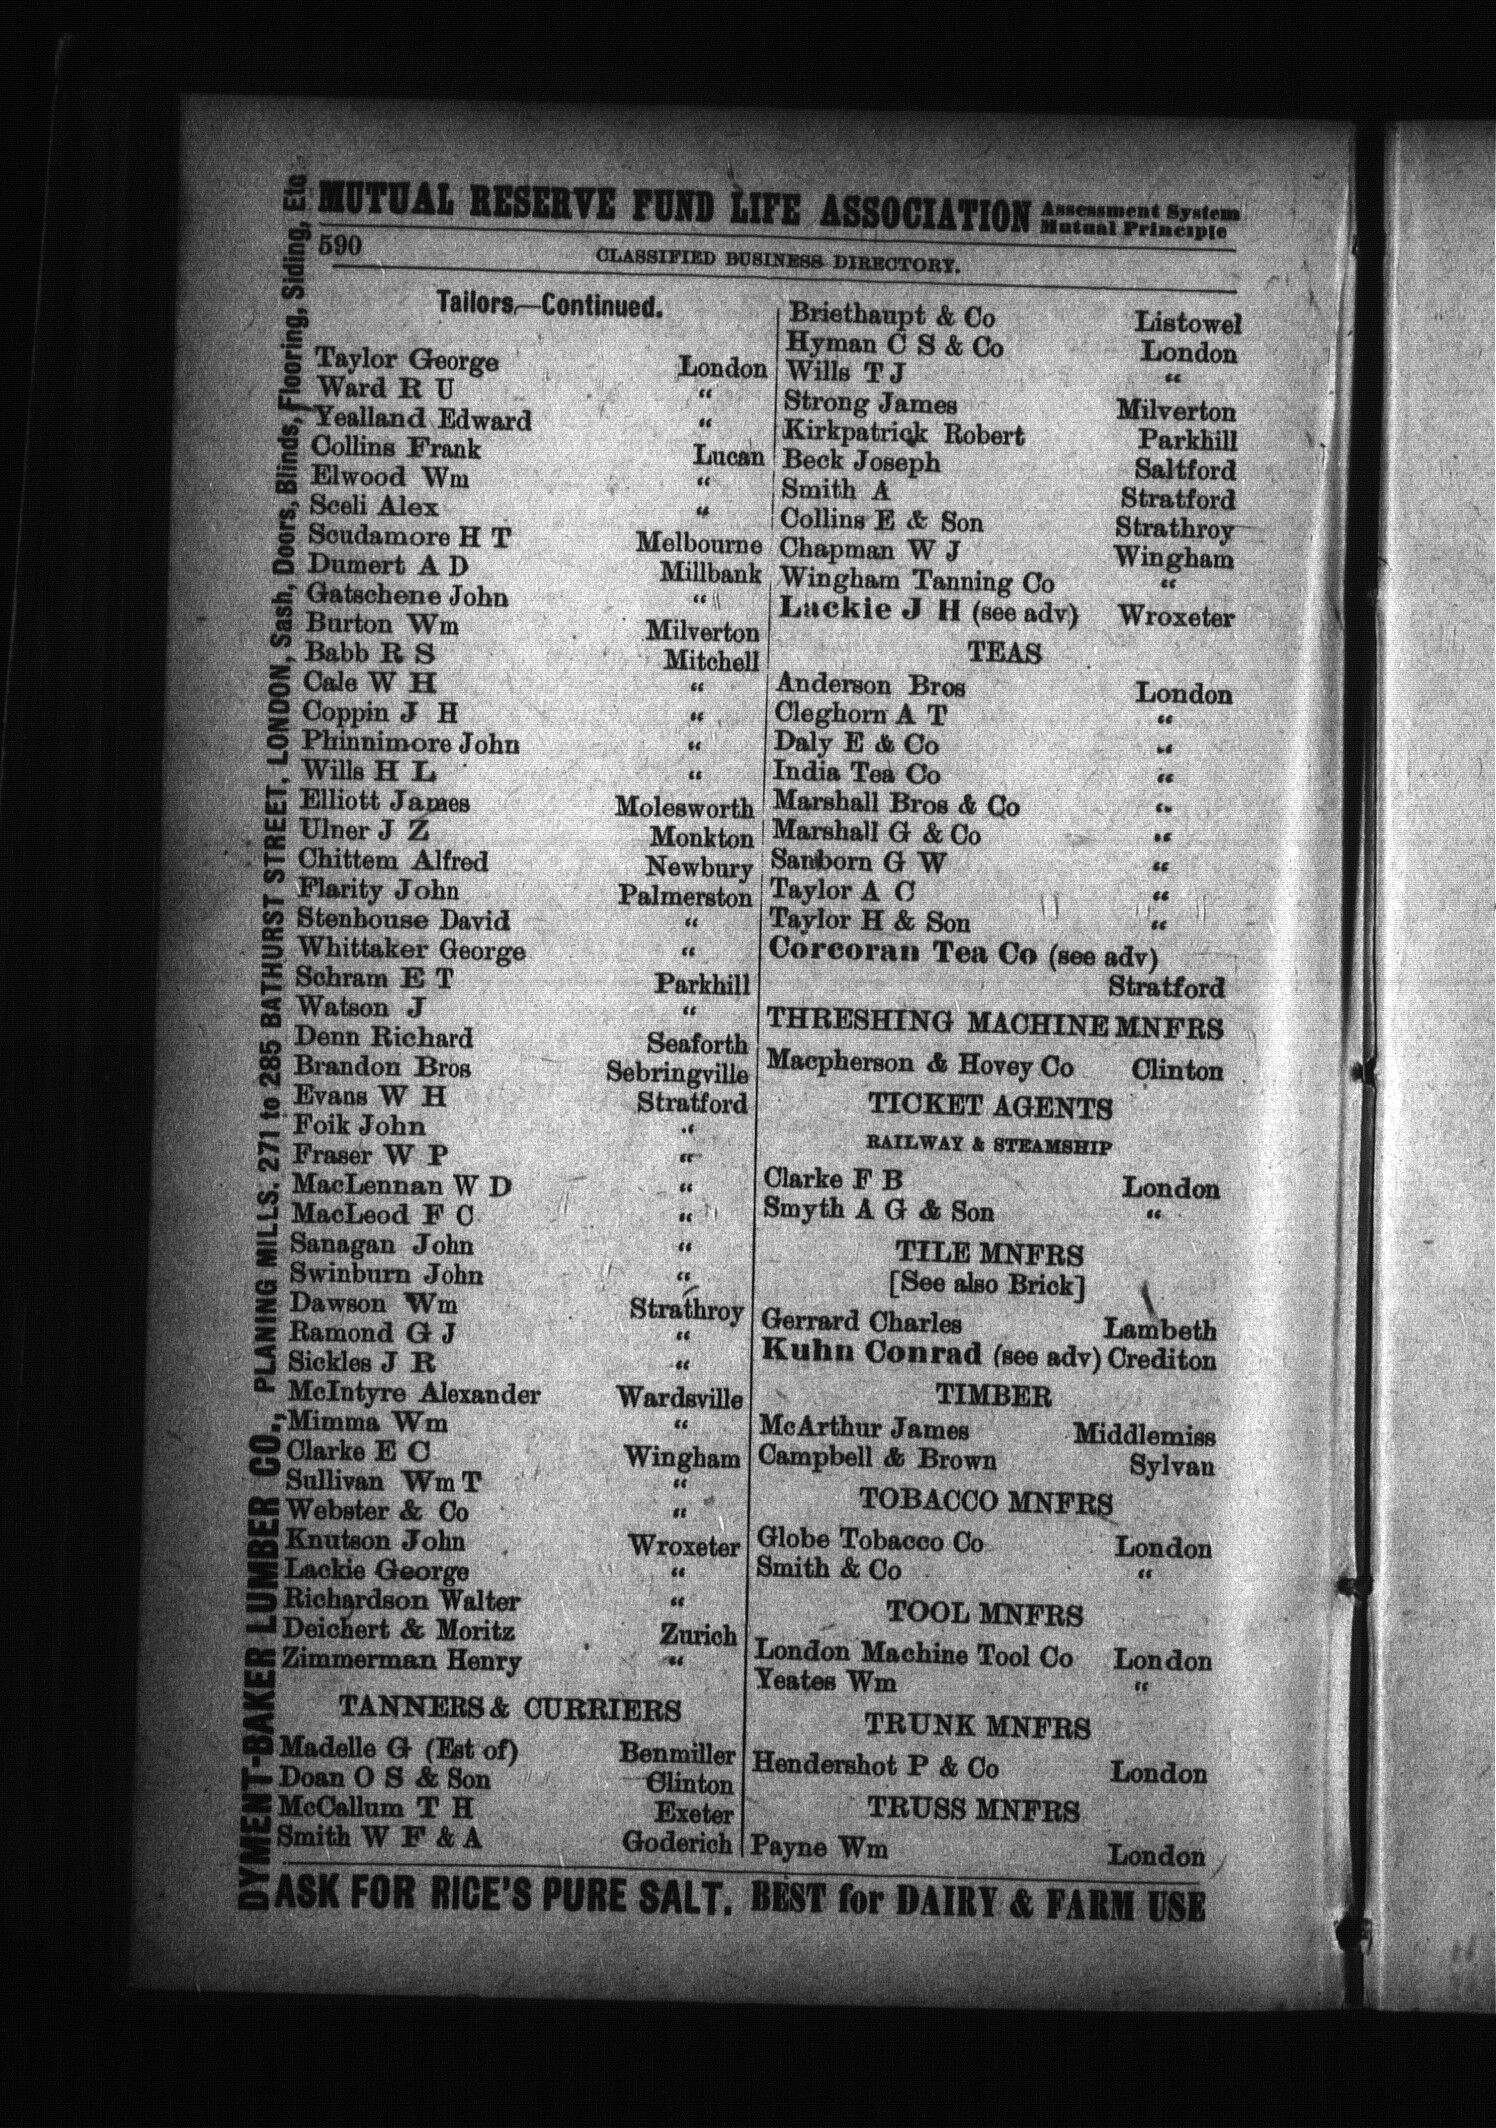 MUTUAL RESERVE FUND LIFE ASSOCIATION Assessment System
Mutual Principle
590
CLASSIFIED BUSINESS DIRECTORY.
Tailors,—Continued.
Taylor George London
Ward R U “
Yealland Edward “
Collins Frank Lucan
Elwood Wm “
Sceli Alex “
Scudamore H T Melbourne
Dumert A D Millbank
Gatschene John “
Burton Wm Milverton
Babb R S Mitchell
Cale W H “
Coppin J H “
Phinnimore John “
Wills H L “
Elliott James Molesworth
Ulner J Z Monkton
Chittem Alfred Newbury
Flarity John Palmerston
Stenhouse David “
Whittaker George “
Schram E T Parkhill
Watson J “
Denn Richard Seaforth
Brandon Bros Sebringville
Evans W H Stratford
Foik John “
Fraser W P “
MacLennan W D “
MacLeod F C “
Sanagan John “
Swinburn John “
Dawson Wm Strathroy
Ramond G J “
Sickles J R “
McIntyre Alexander Wardsville
Mimma Wm “
Clarke E C Wingham
Sullivan Wm T “
Webster & Co “
Knutson John Wroxeter
Lackie George “
Richardson Walter “
Deichert & Moritz Zurich
Zimmerman Henry “
TANNERS & CURRIERS
Madelle G (Est of) Benmiller
Doan O S & Son Clinton
McCallum T H Exeter
Smith W F & A Goderich
Briethaupt & Co Listowel
Hyman C S & Co London
Wills T J “
Strong James Milverton
Kirkpatrick Robert Parkhill
Beck Joseph Saltford
Smith A Stratford
Collins E & Son Strathroy
Chapman W J Wingham
Wingham Tanning Co “
Lackie J H (see adv) Wroxeter
TEAS
Anderson Bros London
Cleghorn A T “
Daly E & Co “
India Tea Co “
Marshall Bros & Co “
Marshall G & Co “
Sanborn G W “
Taylor A C “
Taylor H & Son “
Corcoran Tea Co (see adv)
Stratford
THRESHING MACHINE MNFRS
Macpherson & Hovey Co Clinton
TICKET AGENTS
RAILWAY & STEAMSHIP
Clarke F B London
Smyth A G & Son “
TILE MNFRS
[See also Brick]
Gerrard Charles Lambeth
Kuhn Conrad (see adv) Crediton
TIMBER
McArthur James Middlemiss
Campbell & Brown Sylvan
TOBACCO MNFRS
Globe Tobacco Co London
Smith & Co “
TOOL MNFRS
London Machine Tool Co London
Yeates Wm “
TRUNK MNFRS
Hendershot P & Co London
TRUSS MNFRS
Payne Wm London
ASK FOR RICE'S PURE SALT. BEST for DAIRY & FARM USE
DYMENT-BAKER LUMBER CO., PLANING MILLS. 271 to 285 BATHURST STREET, LONDON, Sash, Doors, Blinds, Flooring, Siding, Etc